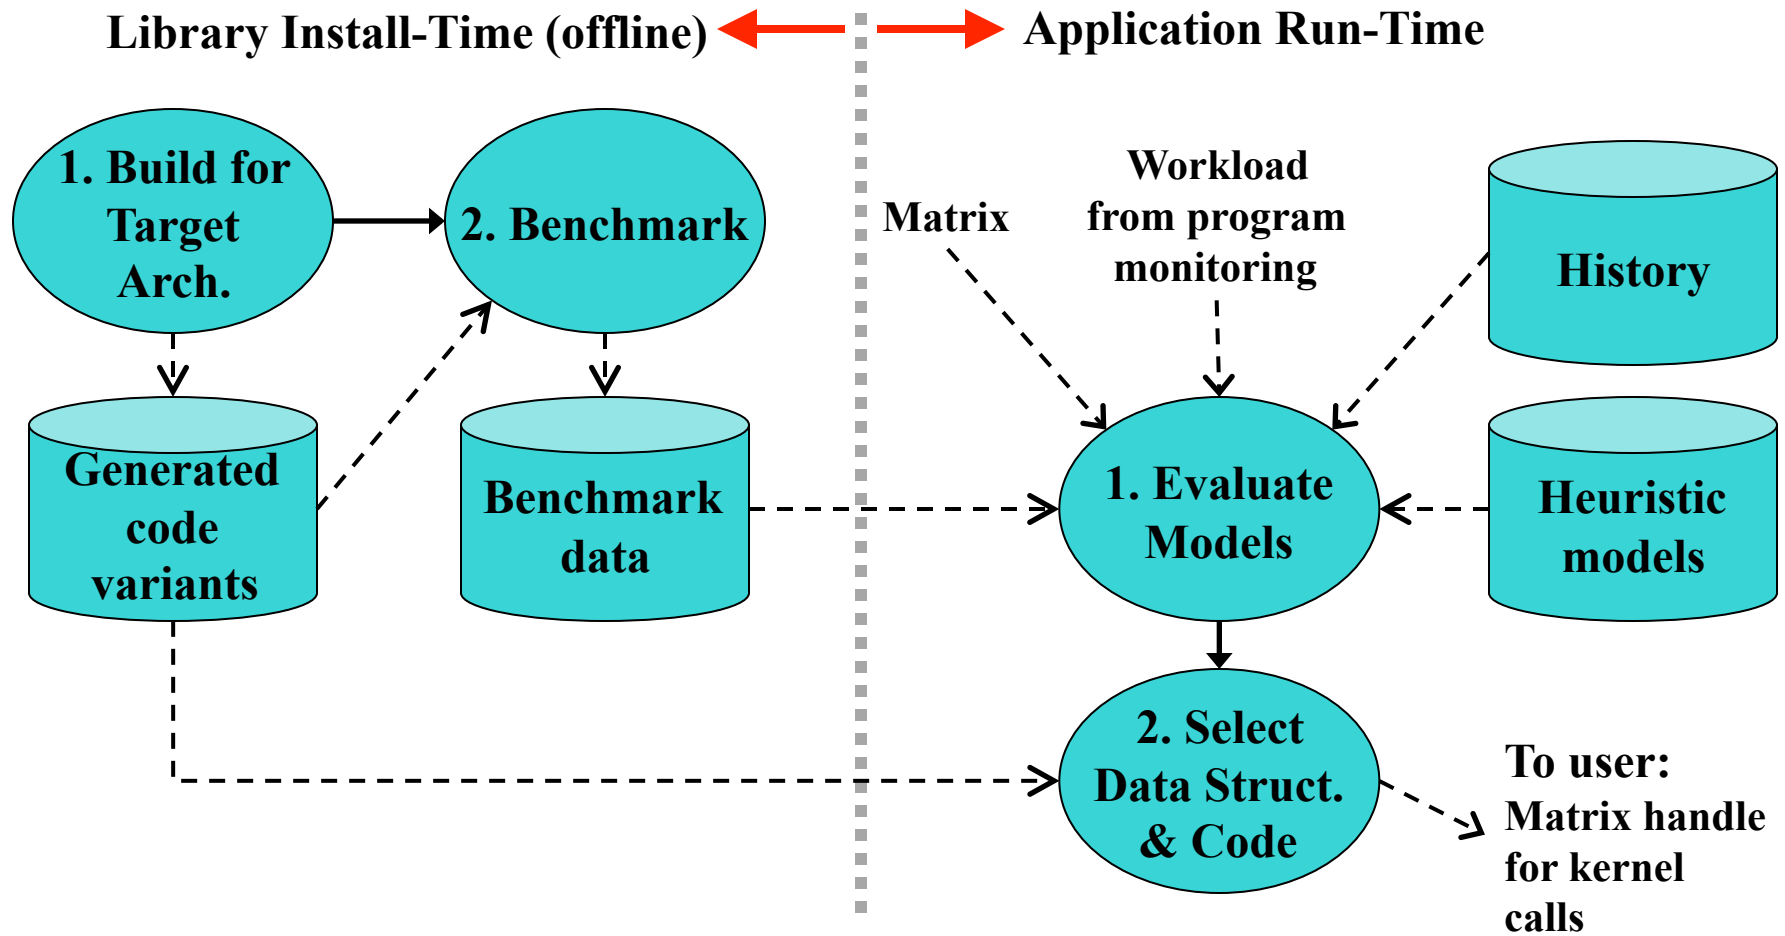 Library Install-Time (offline)
Application Run-Time
1. Build for
Target
Arch.
2. Benchmark
Generated
code
variants
Benchmark
data
Matrix
Workload
from program
monitoring
History
1. Evaluate
Models
Heuristic
models
2. Select
Data Struct.
& Code
To user:
Matrix handle
for kernel
calls